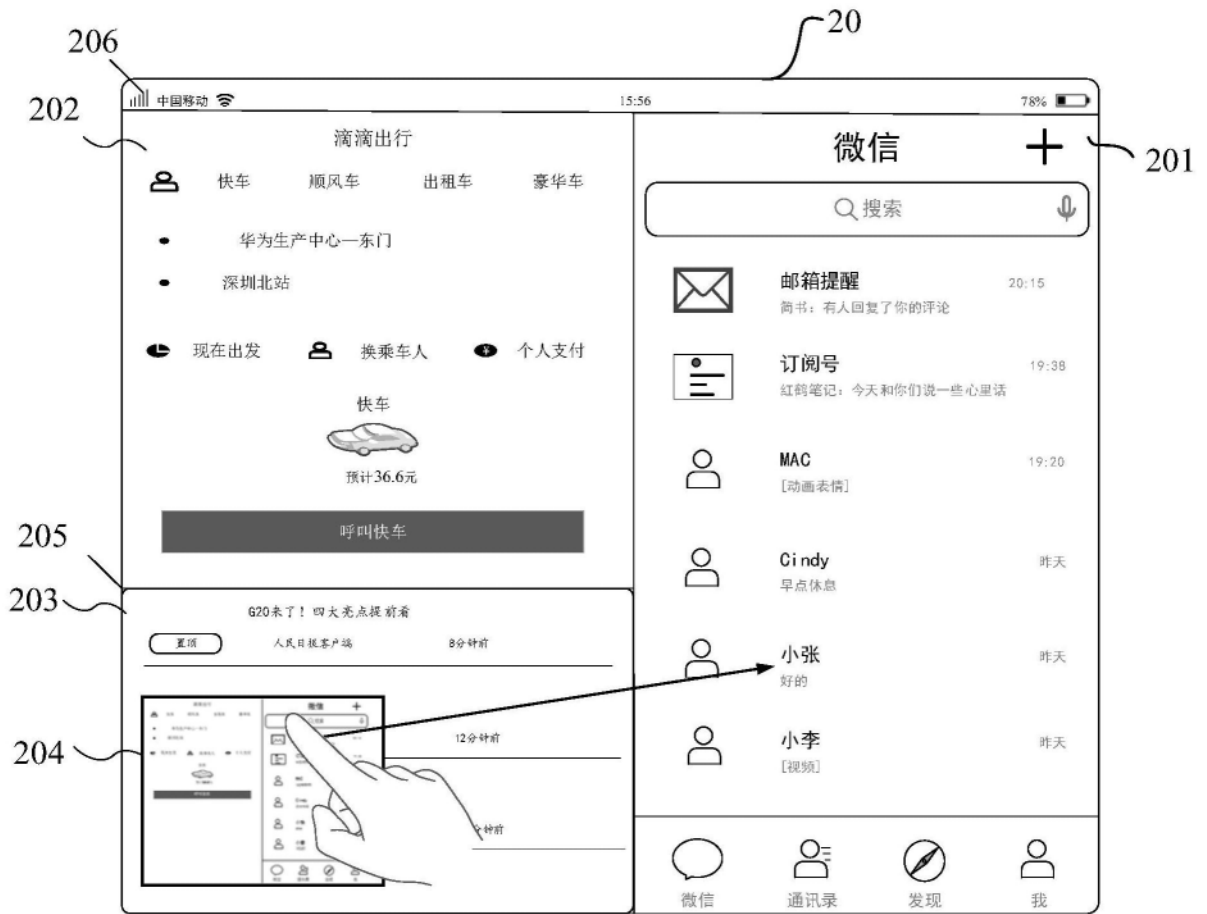 20
206
中国移动
15:56
78%
202
201
滴滴出行
快车 顺风车 出租车 豪华车
华为生产中心—东门
深圳北站
现在出发 换乘车人 个人支付
快车
预计36.6元
呼叫快车
微信
搜索
邮箱提醒 20:15
简书：有人回复了你的评论
订阅号 19:38
红鹤笔记：今天和你们说一些心里话
MAC 19:20
[动画表情]
Cindy 昨天
早点休息
小张 昨天
好的
小李 昨天
[视频]
微信 通讯录 发现 我
205
203
G20来了！四大亮点提前看
置顶 人民日报客户端 8分钟前
204
12分钟前
分钟前
微信